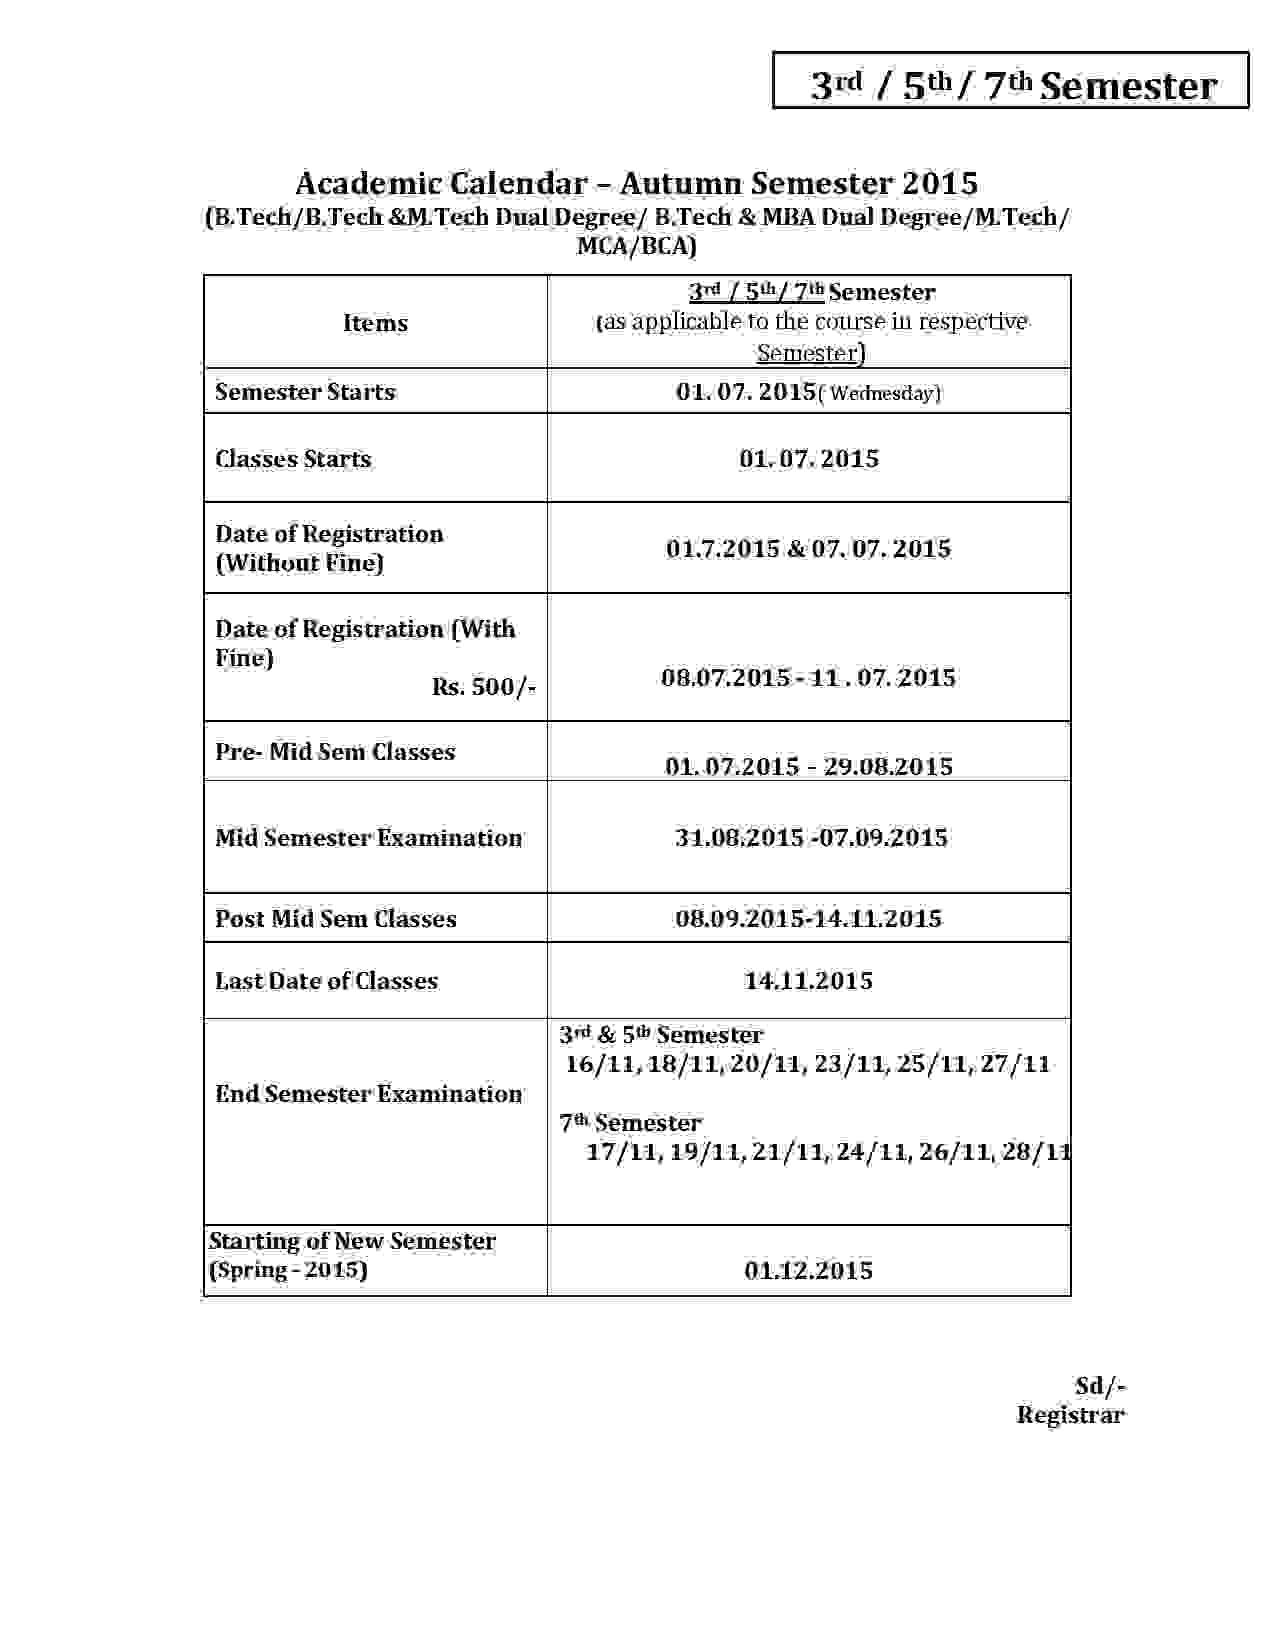 3rd / 5th / 7th Semester
Academic Calendar – Autumn Semester 2015
(B.Tech/B.Tech &M.Tech Dual Degree/ B.Tech & MBA Dual Degree/M.Tech/
MCA/BCA)
Items
3rd / 5th / 7th Semester
(as applicable to the course in respective
Semester)
Semester Starts
01. 07. 2015( Wednesday)
Classes Starts
01. 07. 2015
Date of Registration
(Without Fine)
01.7.2015 & 07. 07. 2015
Date of Registration (With
Fine)
Rs. 500/-
08.07.2015 - 11 . 07. 2015
Pre- Mid Sem Classes
01. 07.2015 – 29.08.2015
Mid Semester Examination
31.08.2015 -07.09.2015
Post Mid Sem Classes
08.09.2015-14.11.2015
Last Date of Classes
14.11.2015
End Semester Examination
3rd & 5th Semester
16/11, 18/11, 20/11, 23/11, 25/11, 27/11
7th Semester
17/11, 19/11, 21/11, 24/11, 26/11, 28/11
Starting of New Semester
(Spring - 2015)
01.12.2015
Sd/-
Registrar